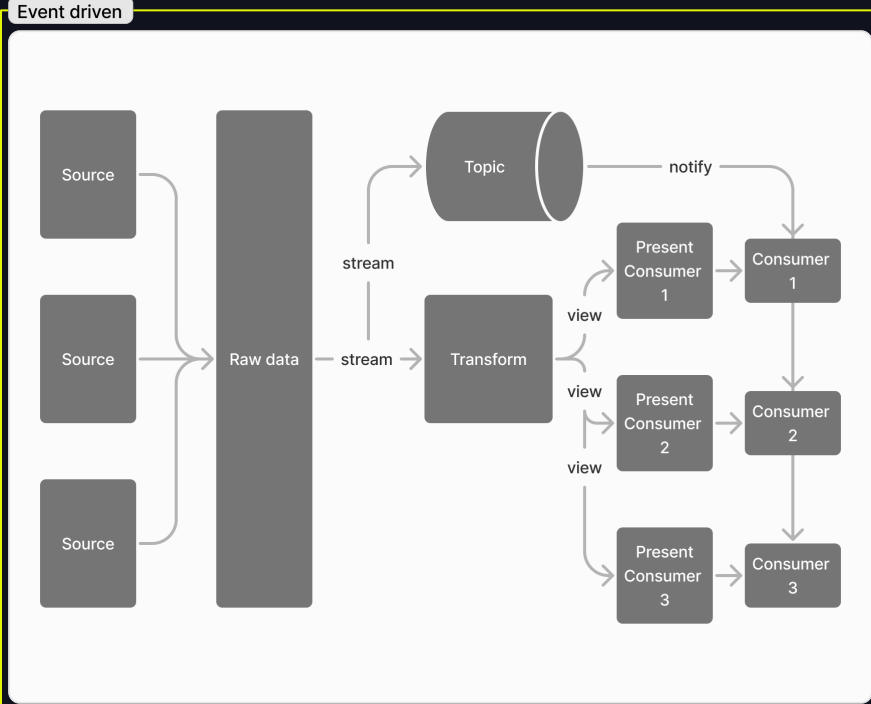 Event driven
Source
Source
Source
Raw data
stream
stream
Topic
notify
Transform
view
view
view
Present
Consumer
1
Present
Consumer
2
Present
Consumer
3
Consumer
1
Consumer
2
Consumer
3